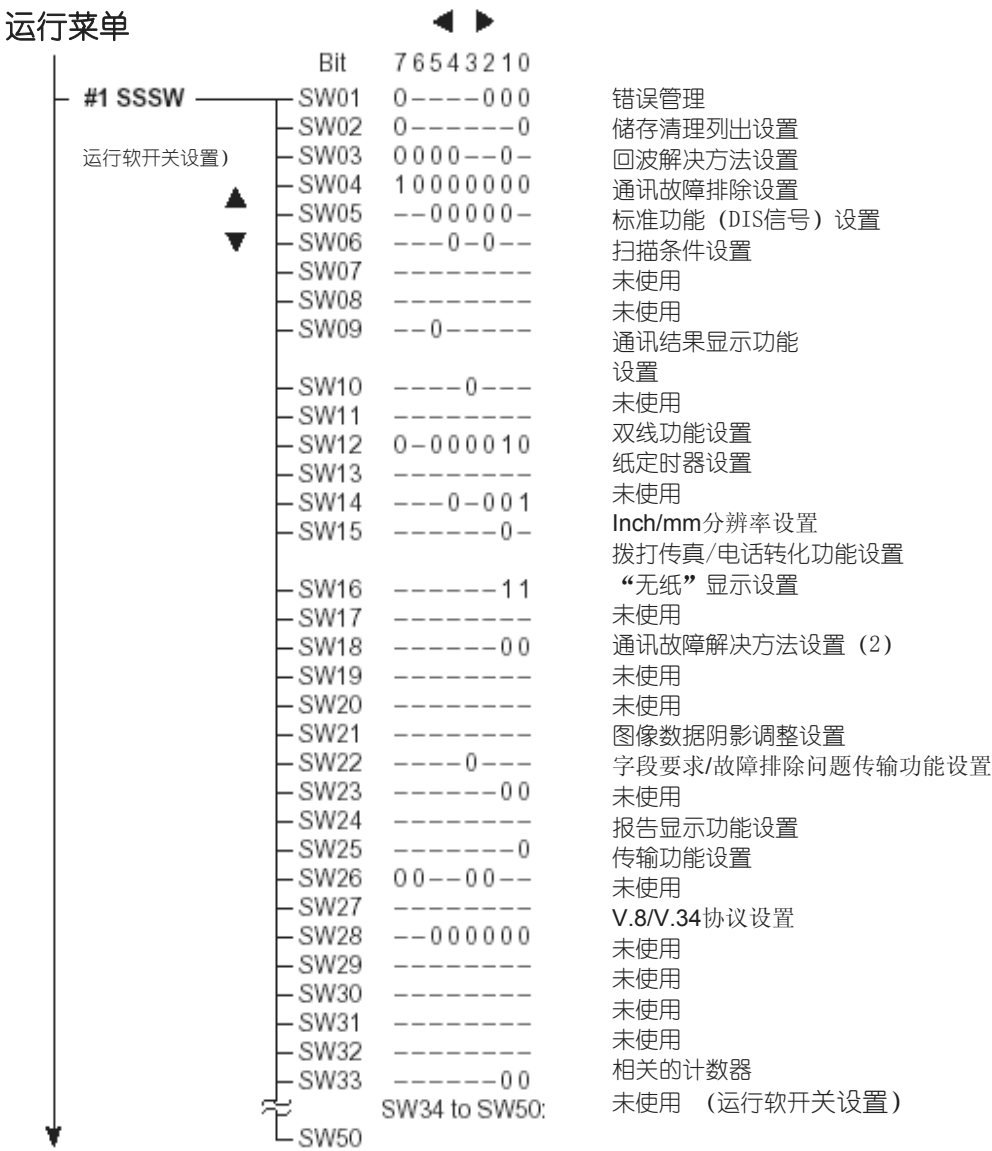 运行菜单 ◀ ▶
Bit 7 6 5 4 3 2 1 0
#1 SSSW SW01 0----000 错误管理
SW02 0------0 储存清理列出设置
运行软开关设置) SW03 0000--0- 回波解决方法设置
▲ SW04 10000000 通讯故障排除设置
SW05 --00000- 标准功能 (DIS信号) 设置
▼ SW06 ---0-0-- 扫描条件设置
SW07 -------- 未使用
SW08 -------- 未使用
SW09 --0----- 通讯结果显示功能
设置
SW10 ----0--- 未使用
SW11 -------- 双线功能设置
SW12 0-000010 纸定时器设置
SW13 -------- 未使用
SW14 ---0-001 Inch/mm分辨率设置
SW15 ------0- 拨打传真/电话转化功能设置
SW16 ------11 “无纸”显示设置
SW17 -------- 未使用
SW18 ------00 通讯故障解决方法设置 (2)
SW19 -------- 未使用
SW20 -------- 未使用
SW21 -------- 图像数据阴影调整设置
SW22 ----0--- 字段要求/故障排除问题传输功能设置
SW23 ------00 未使用
SW24 -------- 报告显示功能设置
SW25 -------0 传输功能设置
SW26 00--00-- 未使用
SW27 -------- V.8/V.34协议设置
SW28 --000000 未使用
SW29 -------- 未使用
SW30 -------- 未使用
SW31 -------- 未使用
SW32 -------- 相关的计数器
SW33 ------00
SW34 to SW50: 未使用 (运行软开关设置)
SW50